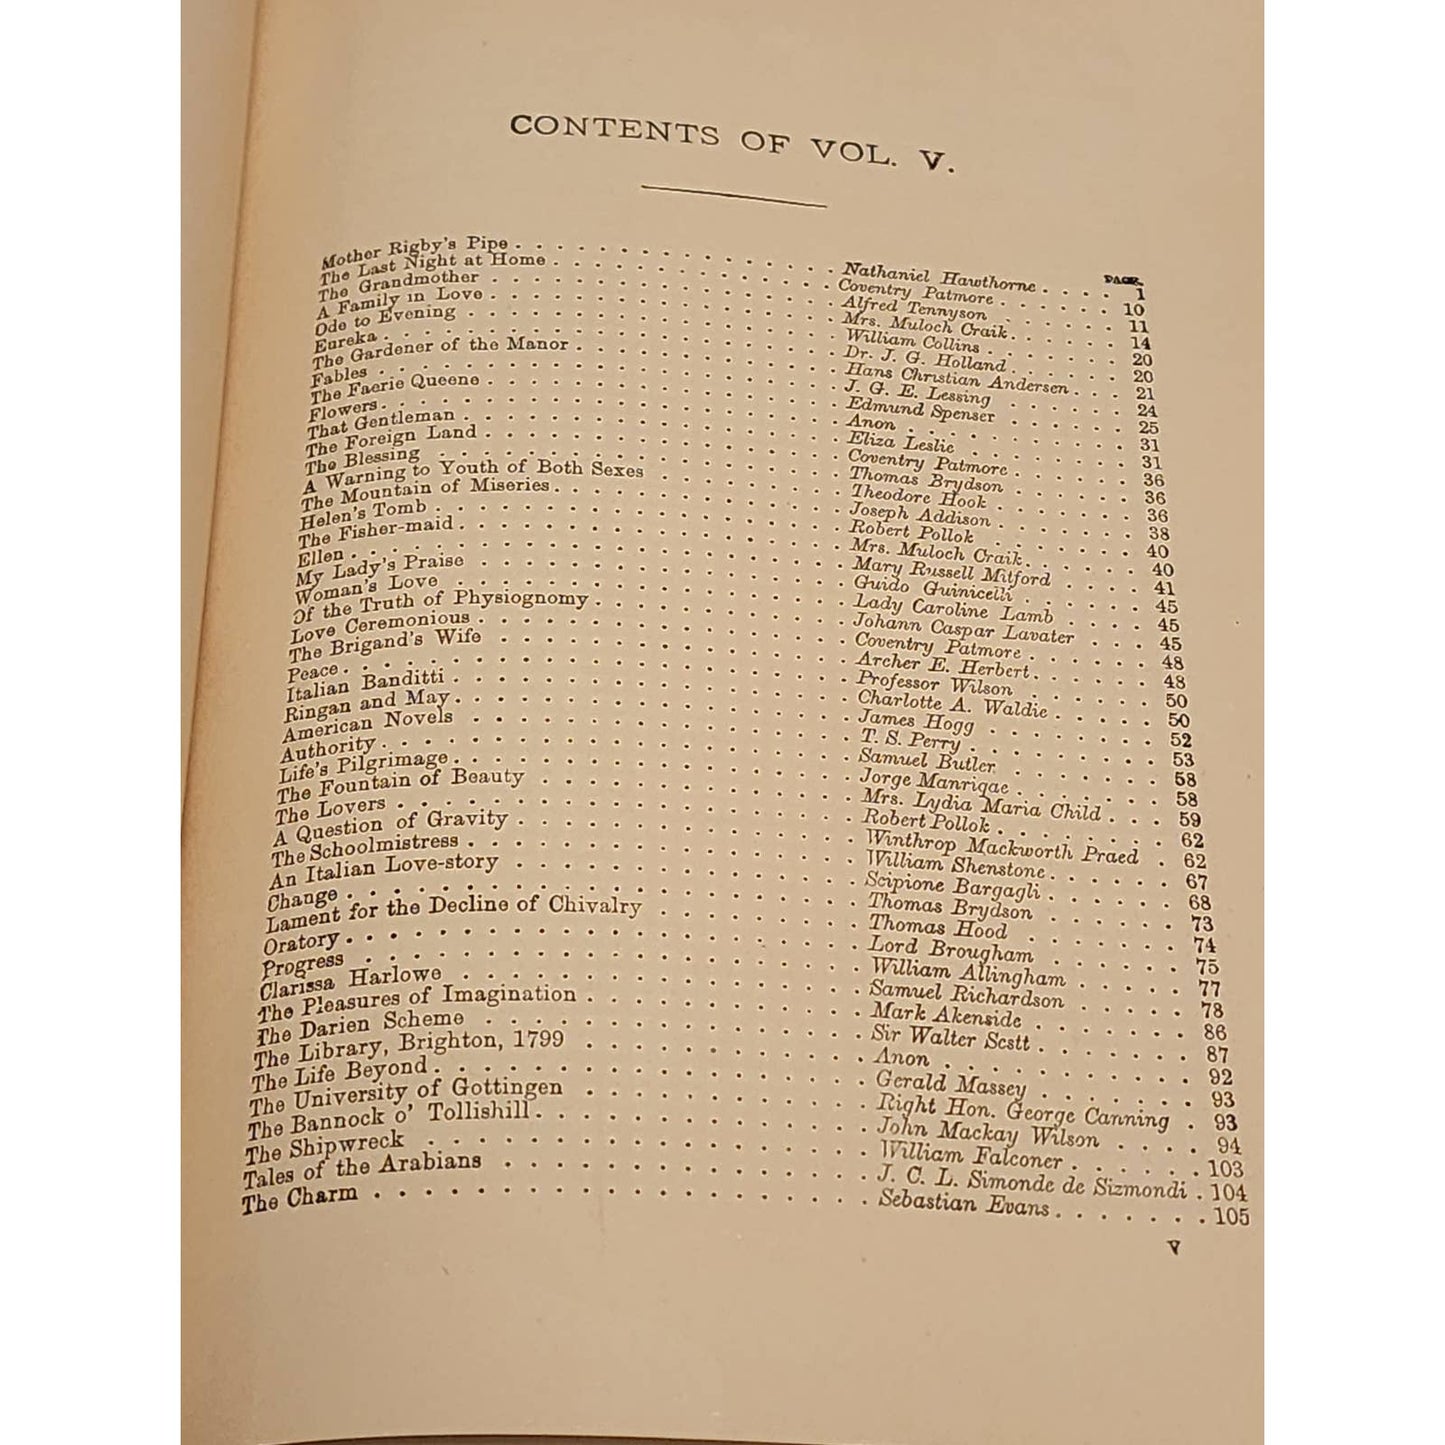 CONTENTS OF VOL. V.
PAGE.
Mother Rigby's Pipe . . . . Nathaniel Hawthorne . . . . 1
The Last Night at Home . . . . Coventry Patmore . . . . 10
The Grandmother . . . . Alfred Tennyson . . . . 11
A Family in Love . . . . Mrs. Muloch Craik . . . . 14
Ode to Evening . . . . William Collins . . . . 20
Eureka . . . . Dr. J. G. Holland . . . . 20
The Gardener of the Manor . . . . Hans Christian Andersen . . . 21
Fables . . . . J. G. E. Lessing . . . . 24
The Faerie Queene . . . . Edmund Spenser . . . . 25
Flowers . . . . Anon . . . . 31
That Gentleman . . . . Eliza Leslie . . . . 31
The Foreign Land . . . . Coventry Patmore . . . . 36
The Blessing . . . . Thomas Brydson . . . . 36
A Warning to Youth of Both Sexes . . . . Theodore Hook . . . . 36
The Mountain of Miseries . . . . Joseph Addison . . . . 38
Helen's Tomb . . . . Robert Pollok . . . . 40
The Fisher-maid . . . . Mrs. Muloch Craik . . . . 40
Ellen . . . . Mary Russell Mitford . . . . 41
My Lady's Praise . . . . Guido Guinicelli . . . . 45
Woman's Love . . . . Lady Caroline Lamb . . . . 45
Of the Truth of Physiognomy . . . . Johann Caspar Lavater . . . 45
Love Ceremonious . . . . Coventry Patmore . . . . 48
The Brigand's Wife . . . . Archer E. Herbert . . . . 48
Peace . . . . Professor Wilson . . . . 50
Italian Banditti . . . . Charlotte A. Waldie . . . . 50
Ringan and May . . . . James Hogg . . . . 52
American Novels . . . . T. S. Perry . . . . 53
Authority . . . . Samuel Butler . . . . 58
Life's Pilgrimage . . . . Jorge Manriqae . . . . 58
The Fountain of Beauty . . . . Mrs. Lydia Maria Child . . . 59
The Lovers . . . . Robert Pollok . . . . 62
A Question of Gravity . . . . Winthrop Mackworth Praed . 62
The Schoolmistress . . . . William Shenstone . . . . 67
An Italian Love-story . . . . Scipione Bargagli . . . . 68
Change . . . . Thomas Brydson . . . . 73
Lament for the Decline of Chivalry . . . . Thomas Hood . . . . 74
Oratory . . . . Lord Brougham . . . . 75
Progress . . . . William Allingham . . . . 77
Clarissa Harlowe . . . . Samuel Richardson . . . . 78
The Pleasures of Imagination . . . . Mark Akenside . . . . 86
The Darien Scheme . . . . Sir Walter Scott . . . . 87
The Library, Brighton, 1799 . . . . Anon . . . . 92
The Life Beyond . . . . Gerald Massey . . . . 93
The University of Gottingen . . . . Right Hon. George Canning . 93
The Bannock o' Tollishill . . . . John Mackay Wilson . . . . 94
The Shipwreck . . . . William Falconer . . . . 103
Tales of the Arabians . . . . J. C. L. Simonde de Sizmondi . 104
The Charm . . . . Sebastian Evans . . . . 105
V